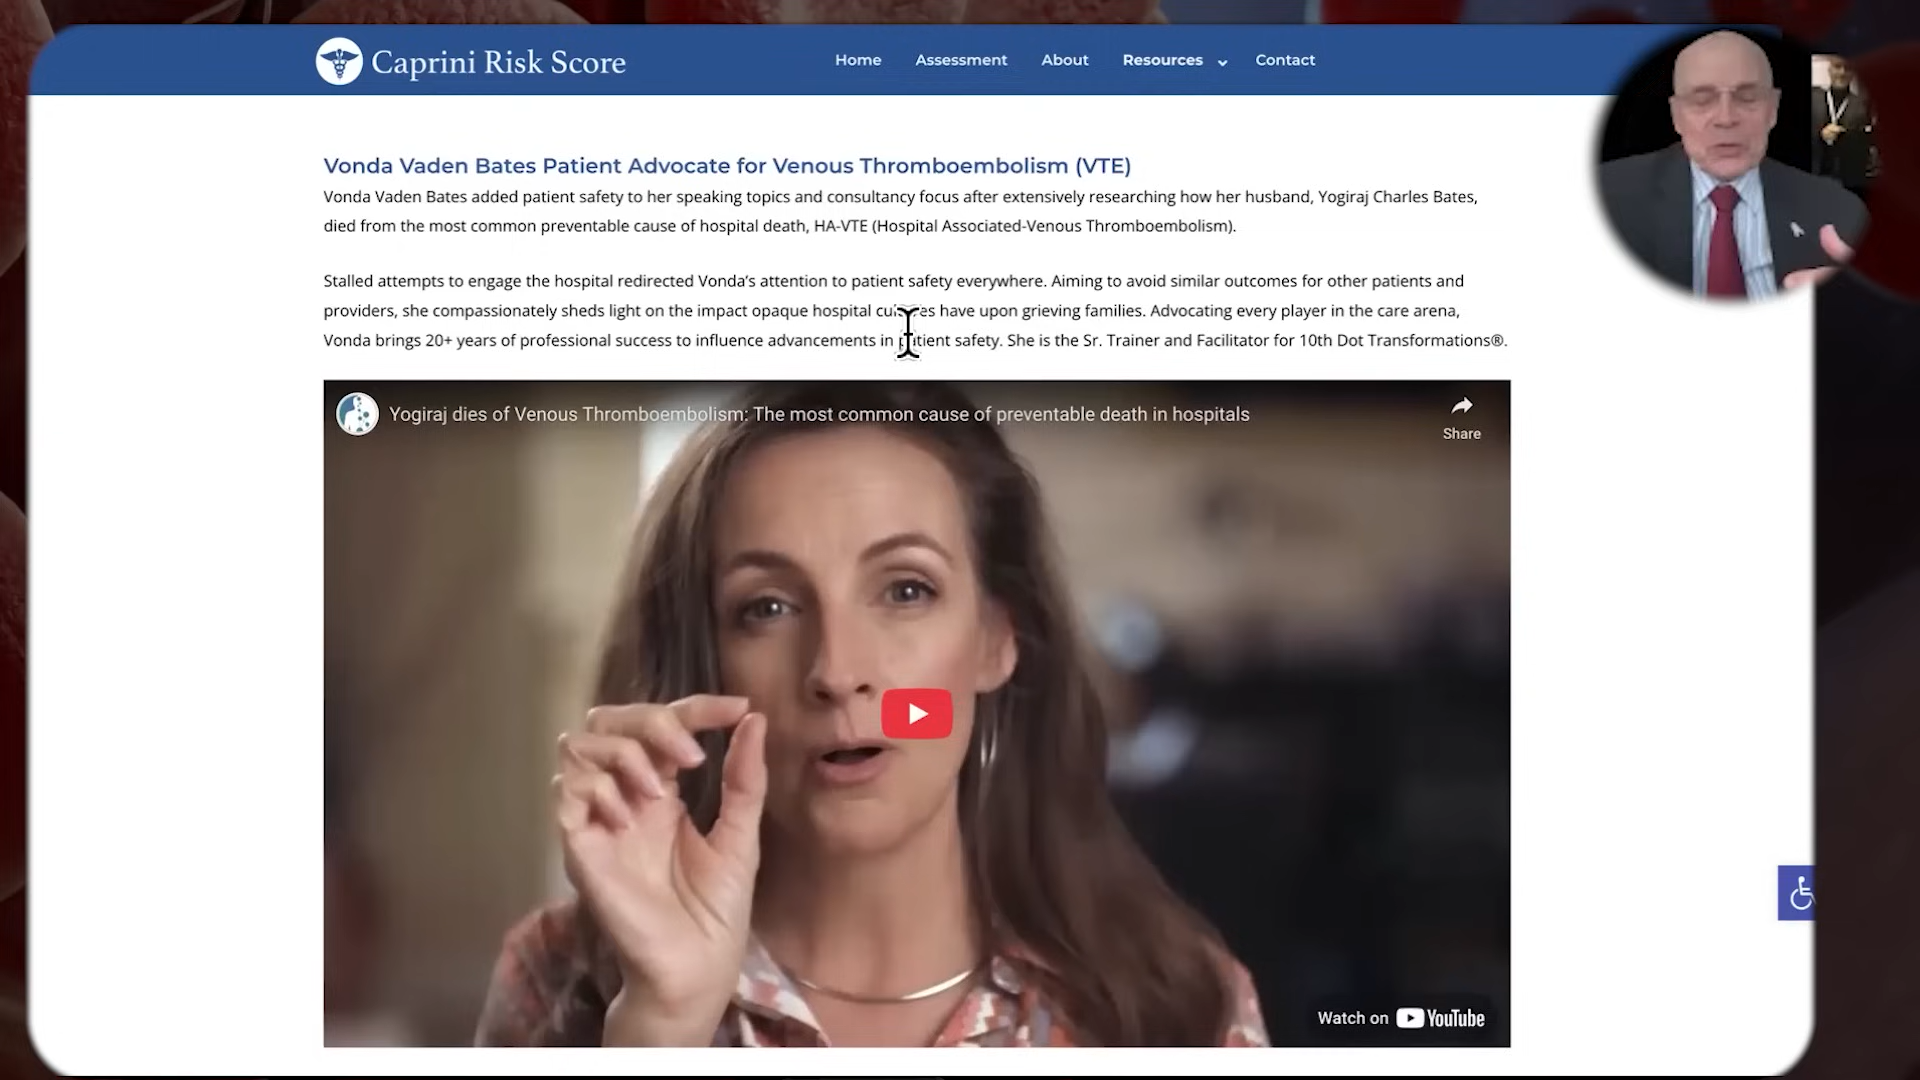 Caprini Risk Score
Home Assessment About Resources Contact
Vonda Vaden Bates Patient Advocate for Venous Thromboembolism (VTE)
Vonda Vaden Bates added patient safety to her speaking topics and consultancy focus after extensively researching how her husband, Yogiraj Charles Bates,
died from the most common preventable cause of hospital death, HA-VTE (Hospital Associated-Venous Thromboembolism).
Stalled attempts to engage the hospital redirected Vonda’s attention to patient safety everywhere. Aiming to avoid similar outcomes for other patients and
providers, she compassionately sheds light on the impact opaque hospital cultures have upon grieving families. Advocating every player in the care arena,
Vonda brings 20+ years of professional success to influence advancements in patient safety. She is the Sr. Trainer and Facilitator for 10th Dot Transformations®.
Yogiraj dies of Venous Thromboembolism: The most common cause of preventable death in hospitals
Share
Watch on YouTube